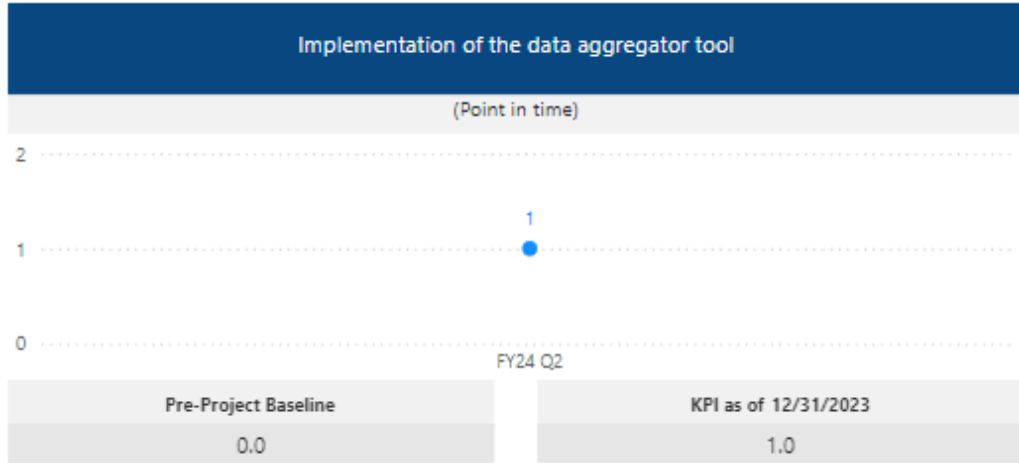 Implementation of the data aggregator tool
(Point in time)
2
1
1
0
FY24 Q2
Pre-Project Baseline
KPI as of 12/31/2023
0.0
1.0